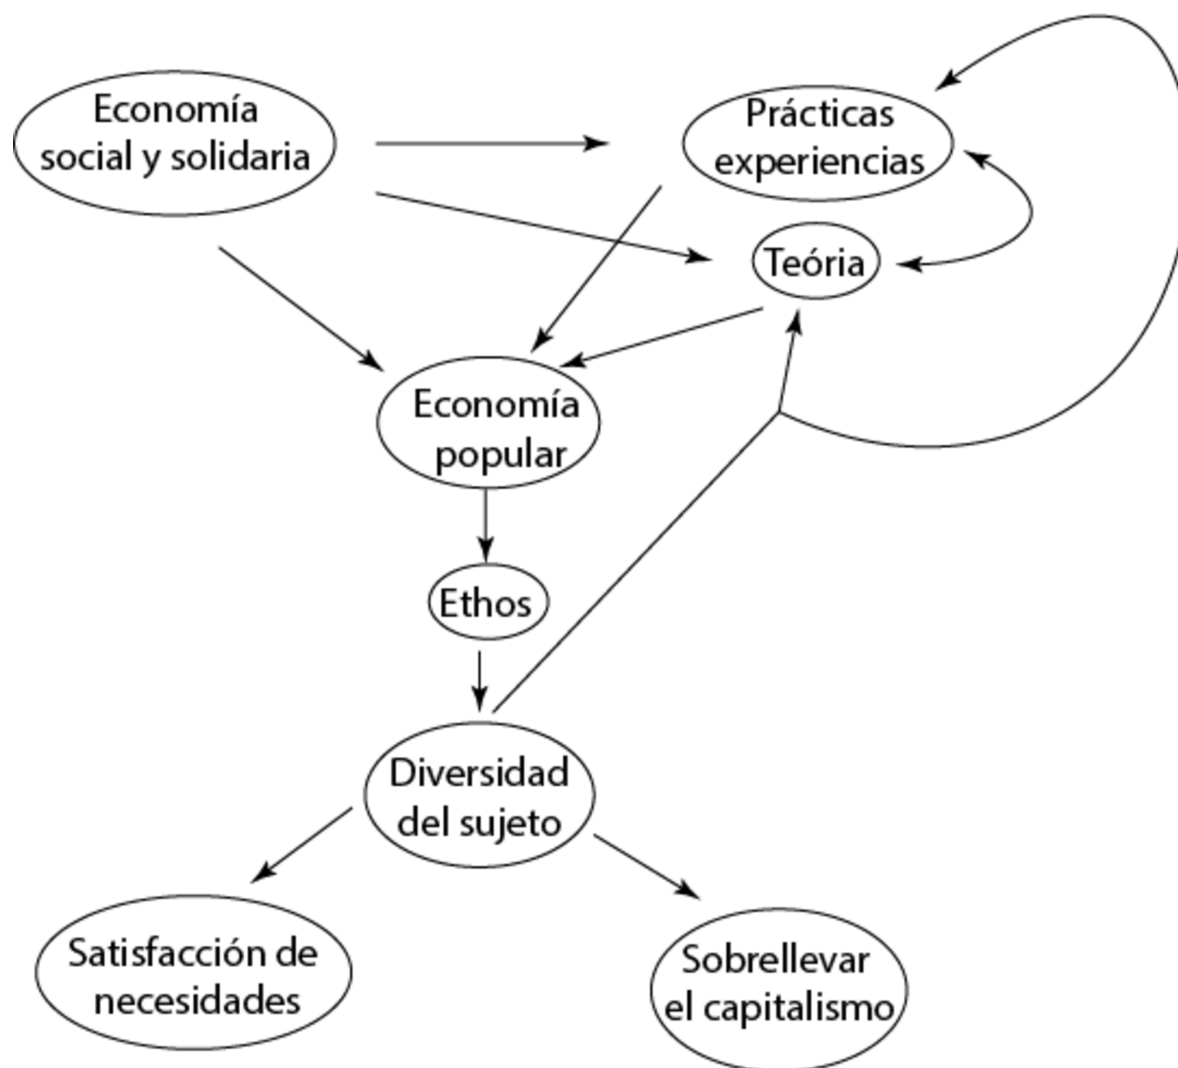 Economía
social y solidaria
Prácticas
experiencias
Teória
Economía
popular
Ethos
Diversidad
del sujeto
Satisfacción de
necesidades
Sobrellevar
el capitalismo